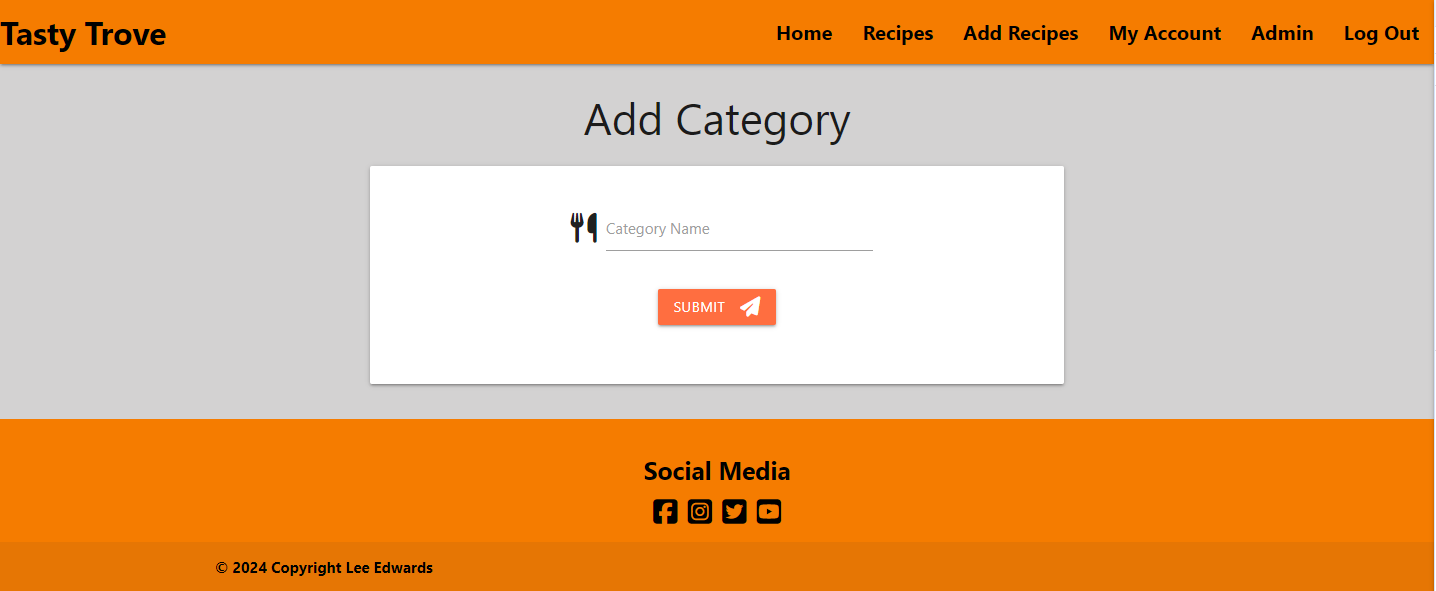 Tasty Trove
Home Recipes Add Recipes My Account Admin Log Out
Add Category
Category Name
SUBMIT
Social Media
© 2024 Copyright Lee Edwards